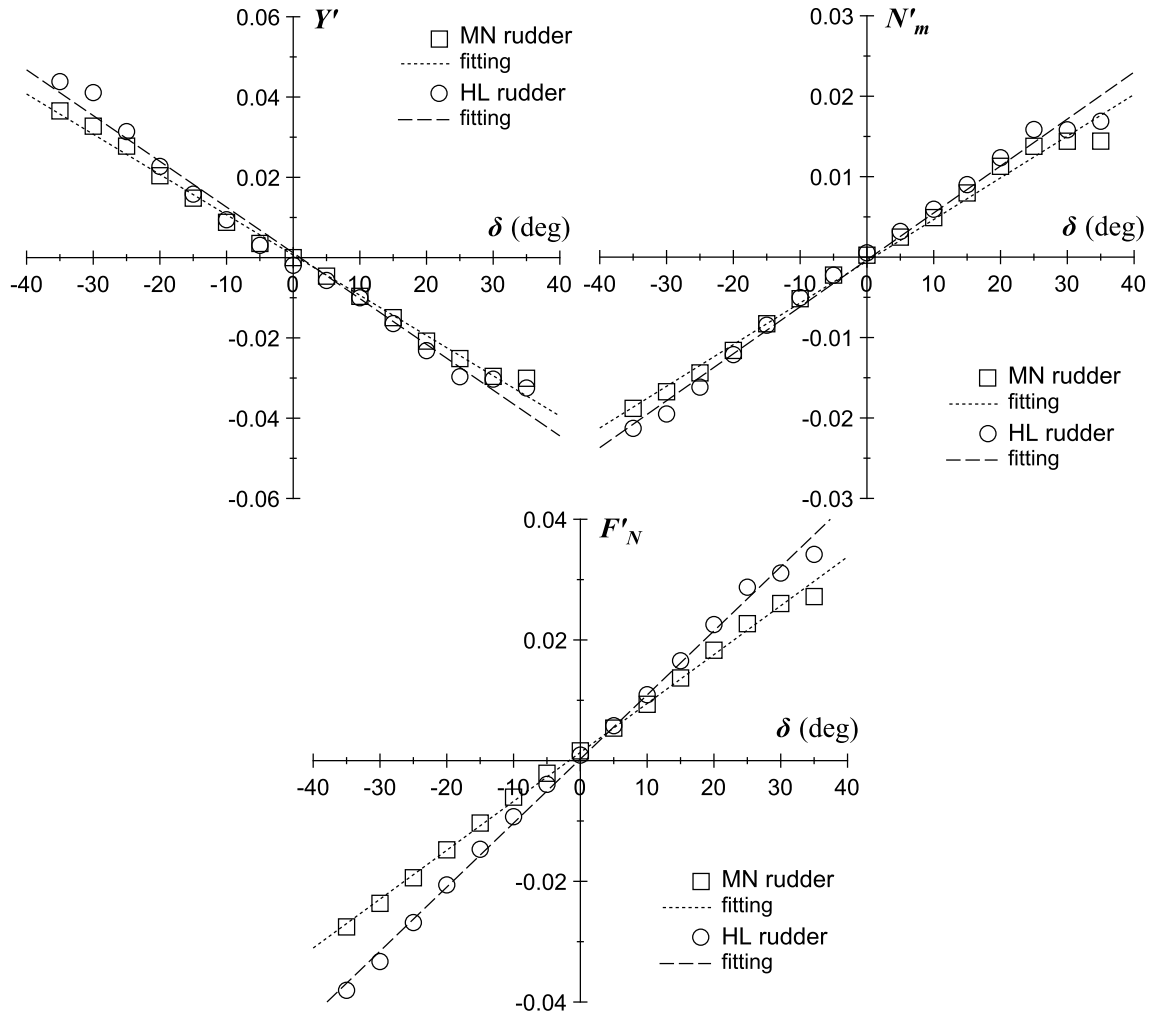 Y'
0.06
0.04
0.02
-0.02
-0.04
-0.06
-40 -30 -20 -10 0 10 20 30 40
δ (deg)
MN rudder
fitting
HL rudder
fitting
N'm
0.03
0.02
0.01
-0.01
-0.02
-0.03
-40 -30 -20 -10 0 10 20 30 40
δ (deg)
MN rudder
fitting
HL rudder
fitting
F'N
0.04
0.02
-0.02
-0.04
-40 -30 -20 -10 0 10 20 30 40
δ (deg)
MN rudder
fitting
HL rudder
fitting